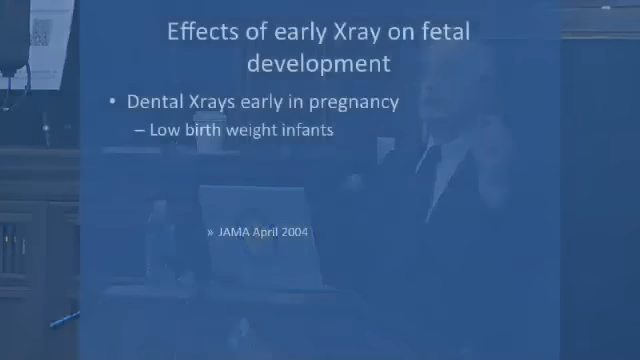 Effects of early Xray on fetal
development
• Dental Xrays early in pregnancy
– Low birth weight infants
» JAMA April 2004